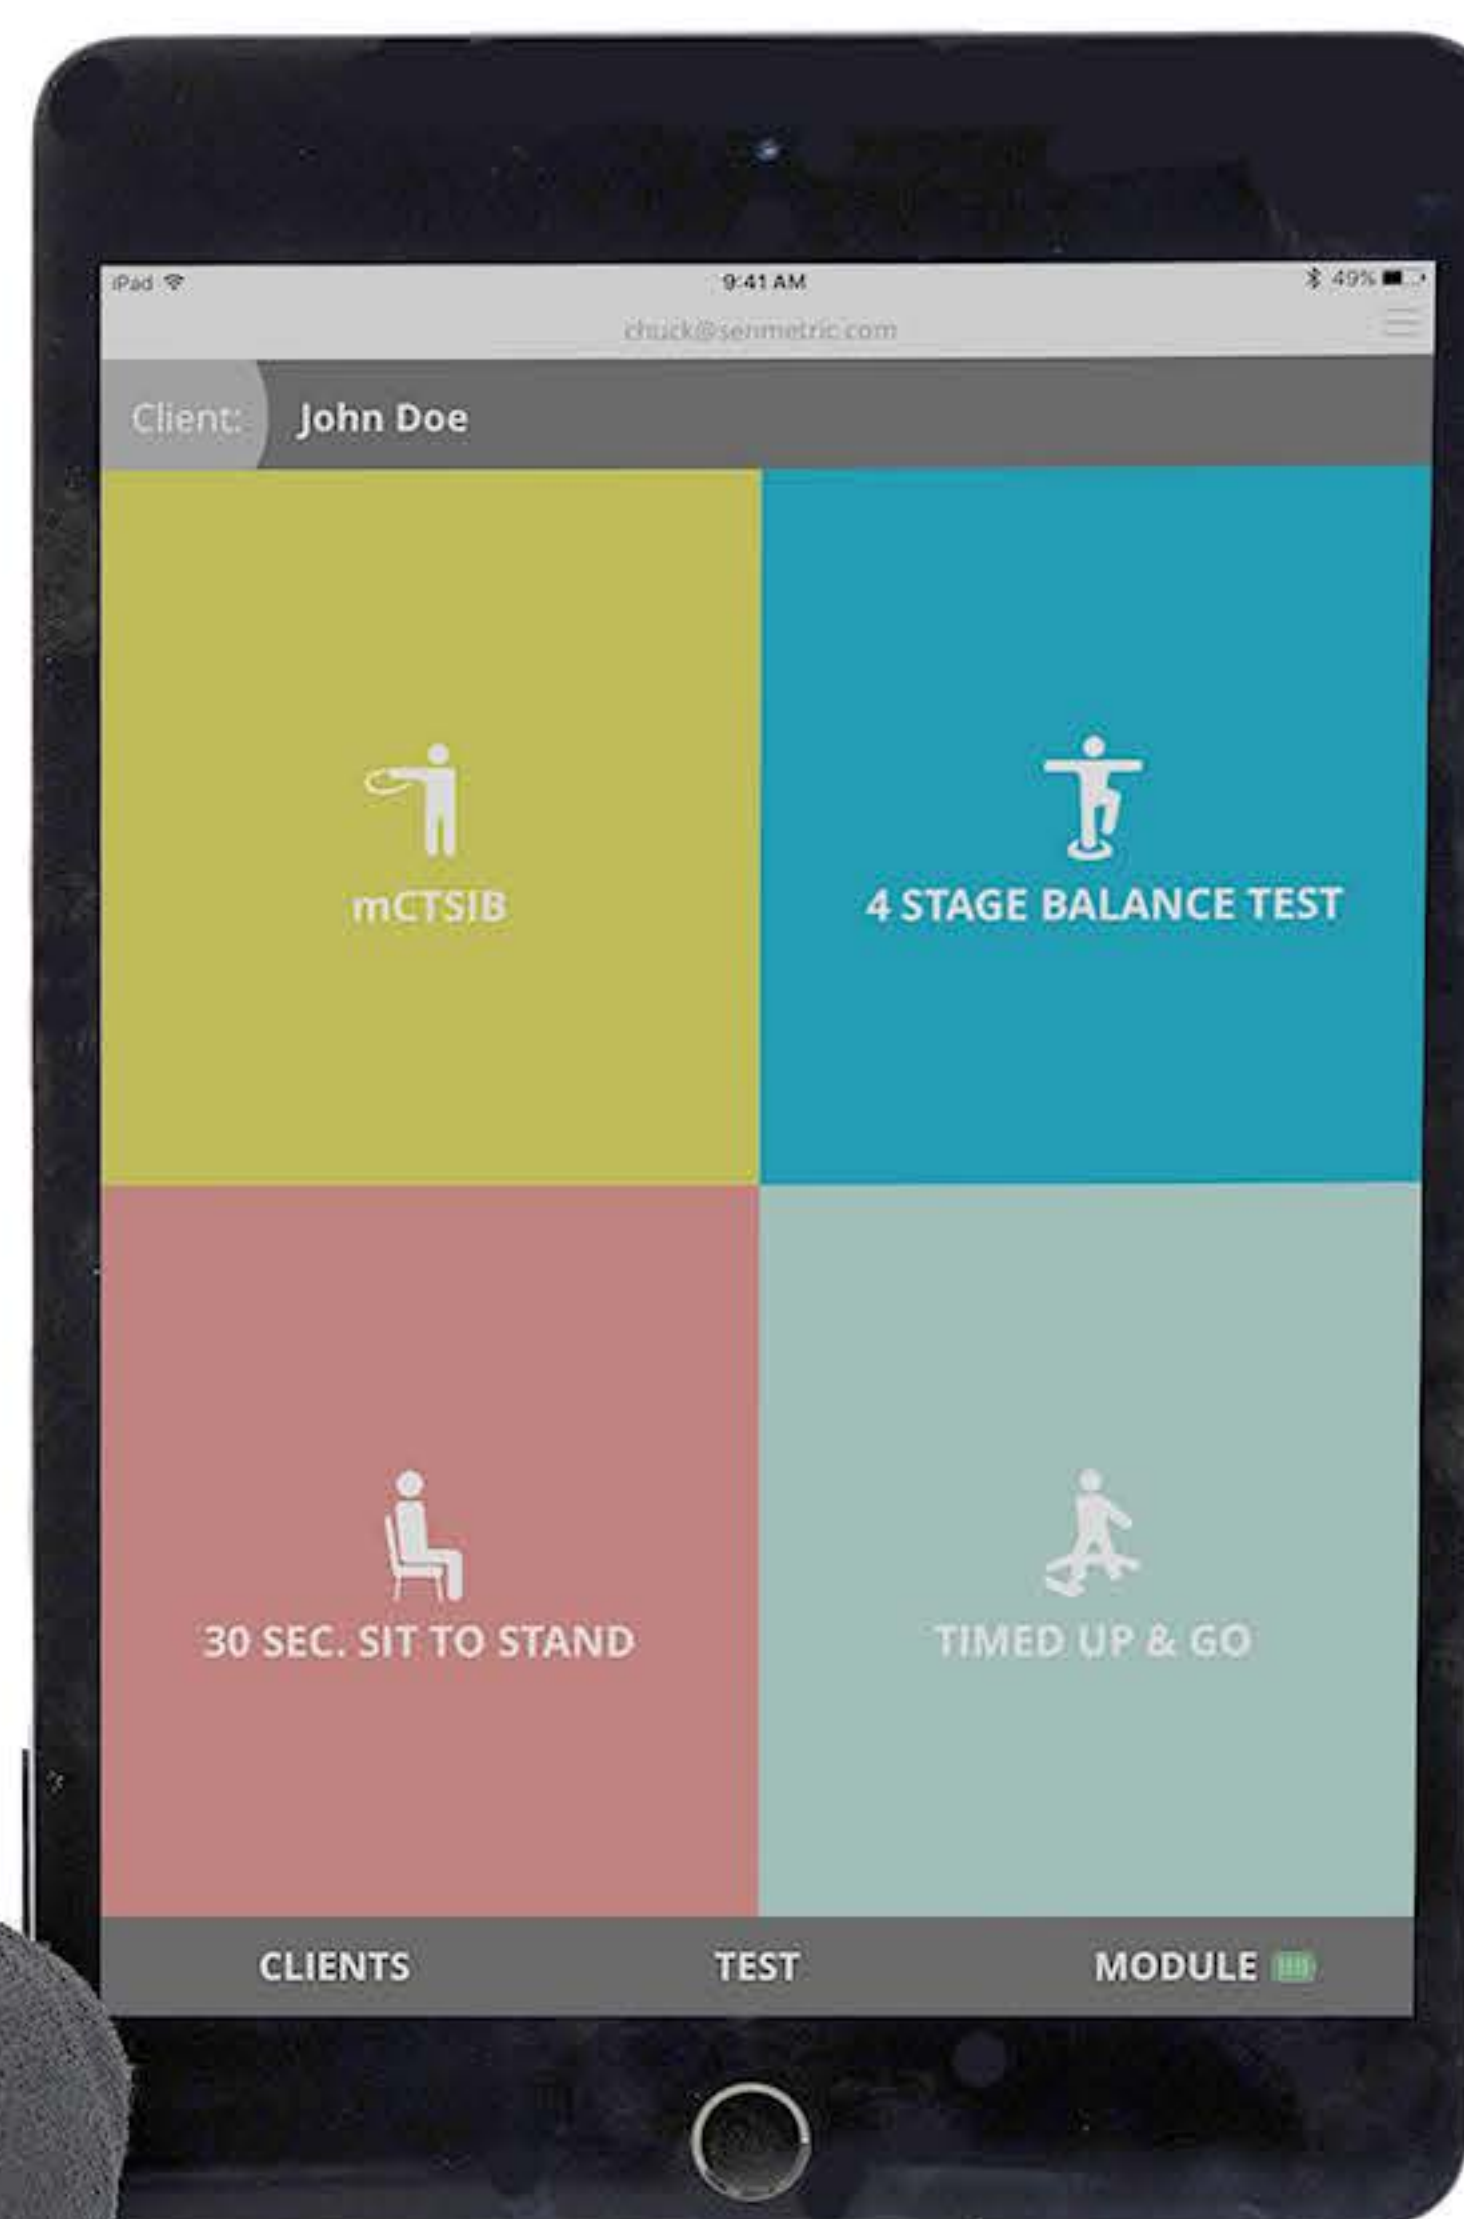 iPad 9:41 AM 49%
chuck@senmetric.com
Client: John Doe
mCTSIB
4 STAGE BALANCE TEST
30 SEC. SIT TO STAND
TIMED UP & GO
CLIENTS TEST MODULE